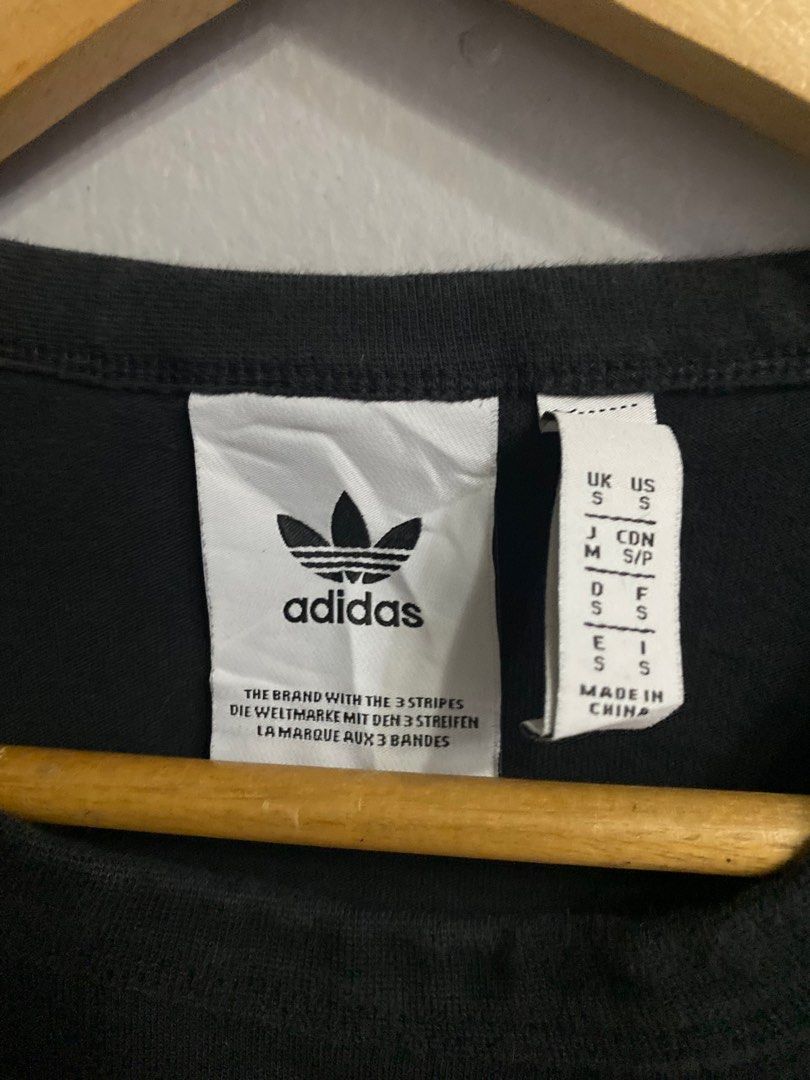 adidas
THE BRAND WITH THE 3 STRIPES
DIE WELTMARKE MIT DEN 3 STREIFEN
LA MARQUE AUX 3 BANDES
UK US
S S
J CDN
M S/P
D F
S S
E I
S S
MADE IN
CHINA